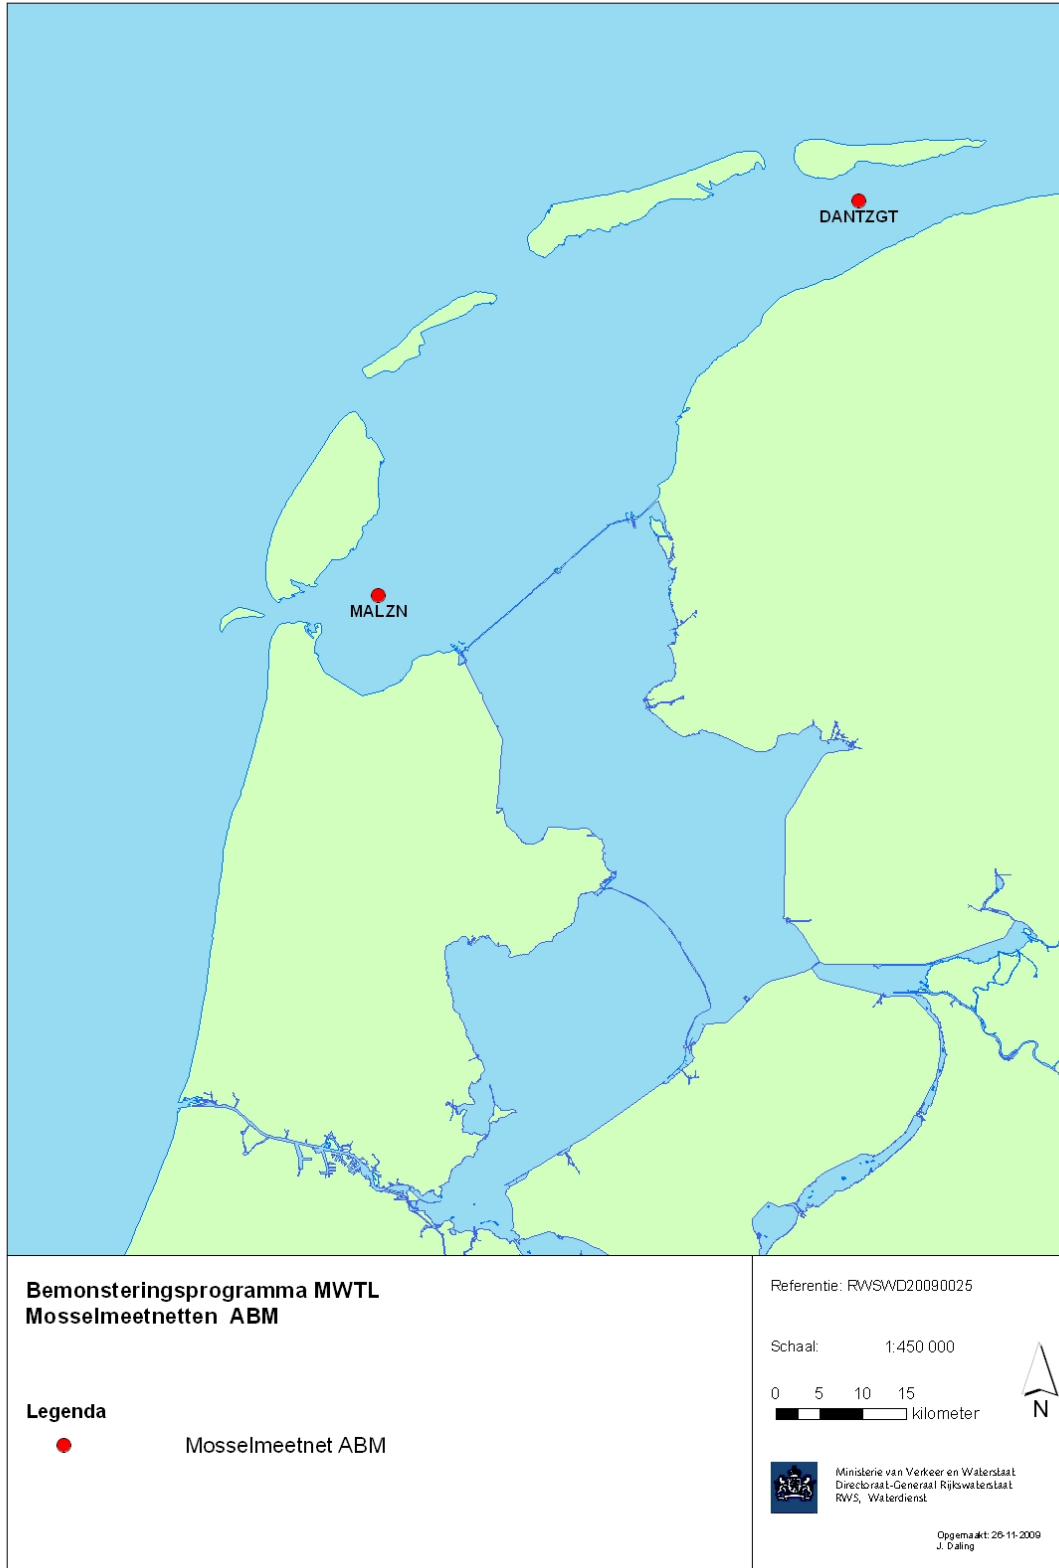 DANTZGT
MALZN
Bemonsteringsprogramma MWTL
Mosselmeetnetten ABM
Legenda
Mosselmeetnet ABM
Referentie: RWSWD20090025
Schaal: 1:450 000
0 5 10 15
kilometer
N
Ministerie van Verkeer en Waterstaat
Directoraat-Generaal Rijkswaterstaat
RWS, Waterdienst
Opgemaakt: 26-11-2009
J. Daling